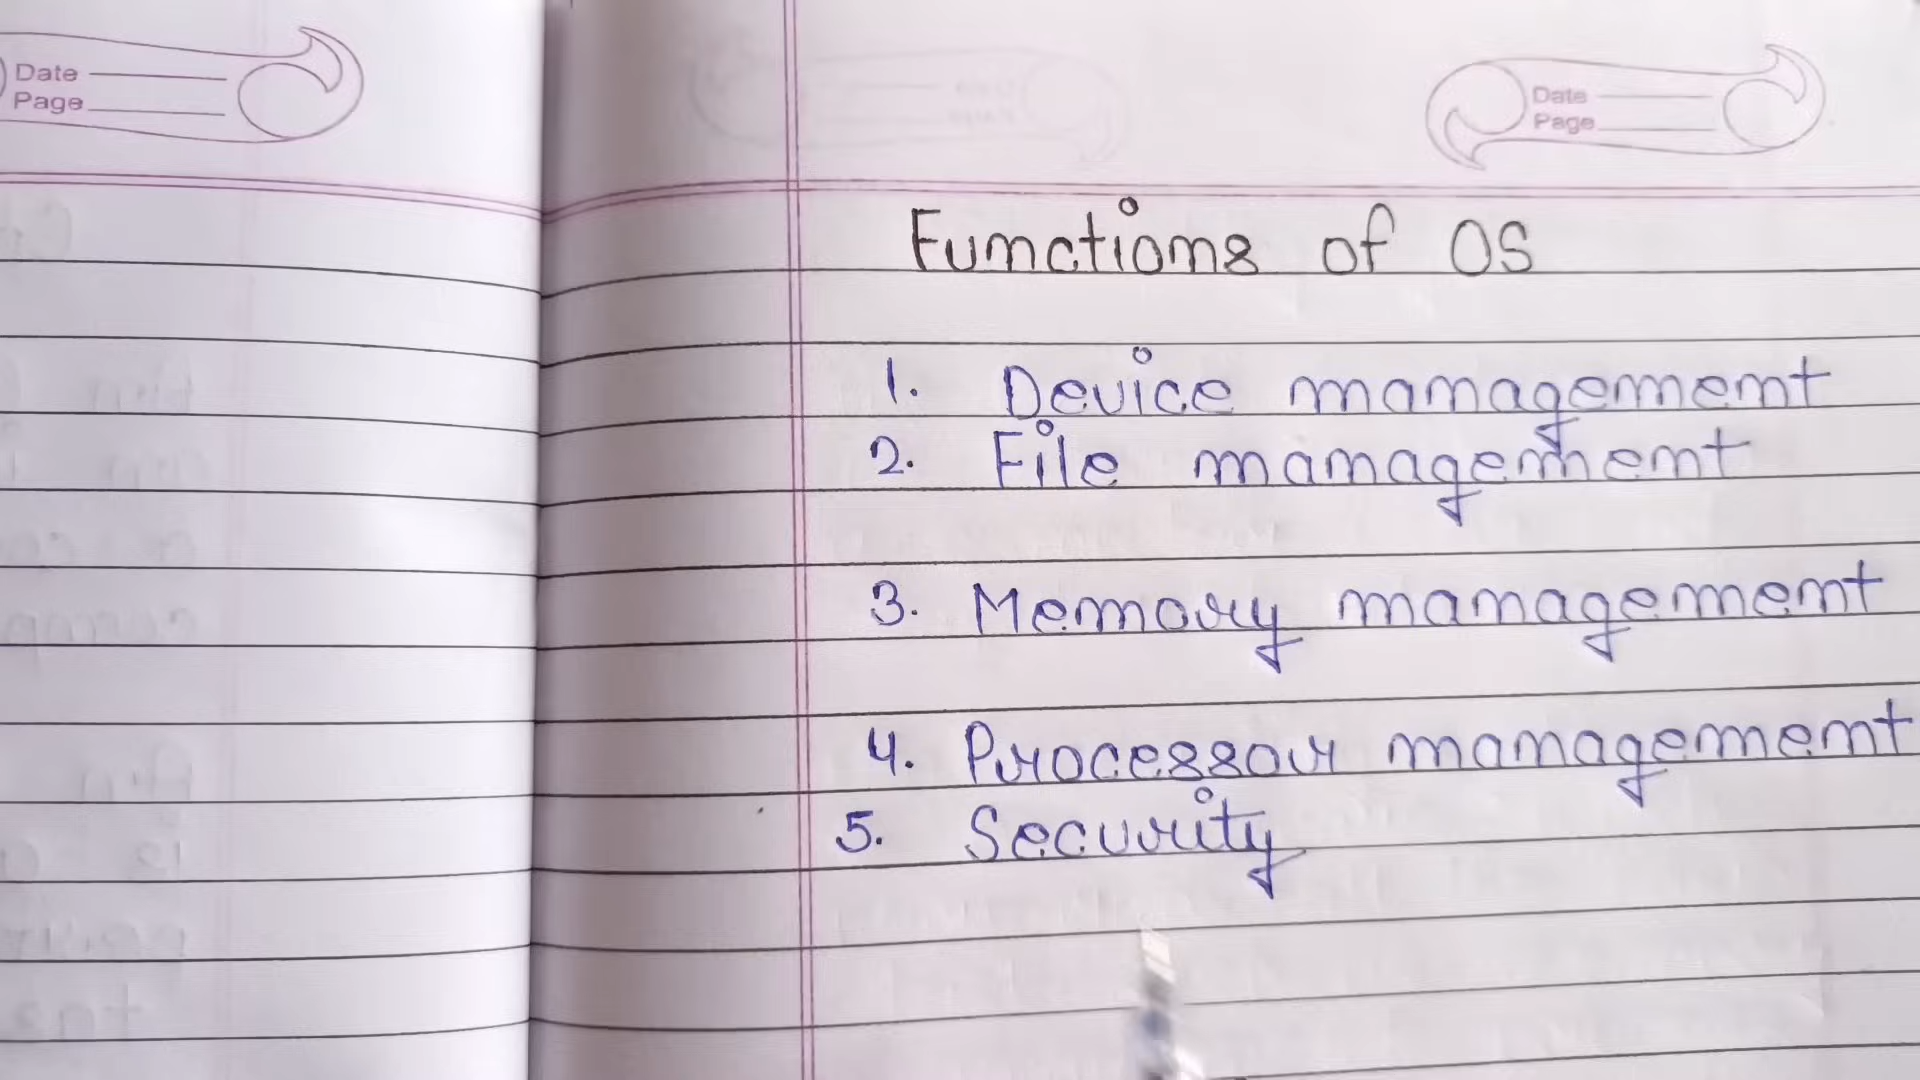 Date
Page
Date
Page
Functions of OS
1. Device management
2. File management
3. Memory management
4. Processor management
5. Security